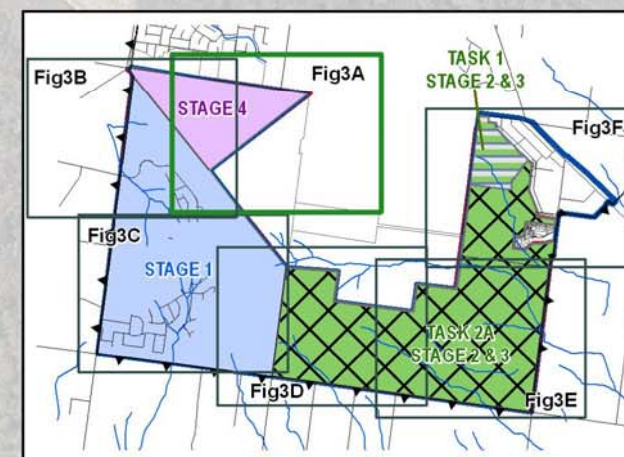 TASK 1
STAGE 2 & 3
Fig3B
Fig3A
STAGE 4
Fig3F
Fig3C
STAGE 1
TASK 2A
STAGE 2 & 3
Fig3D
Fig3E